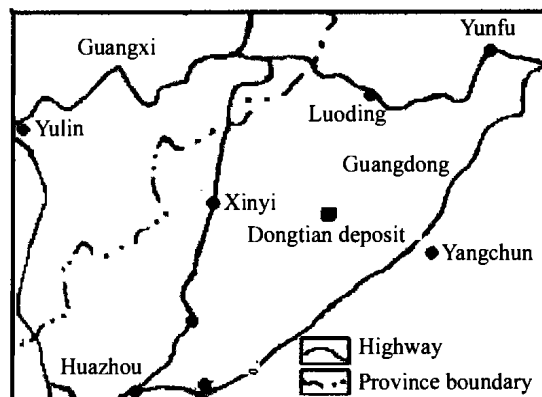 Yunfu
Guangxi
Luoding
Yulin
Guangdong
Xinyi
Dongtian deposit
Yangchun
Highway
Huazhou
Province boundary